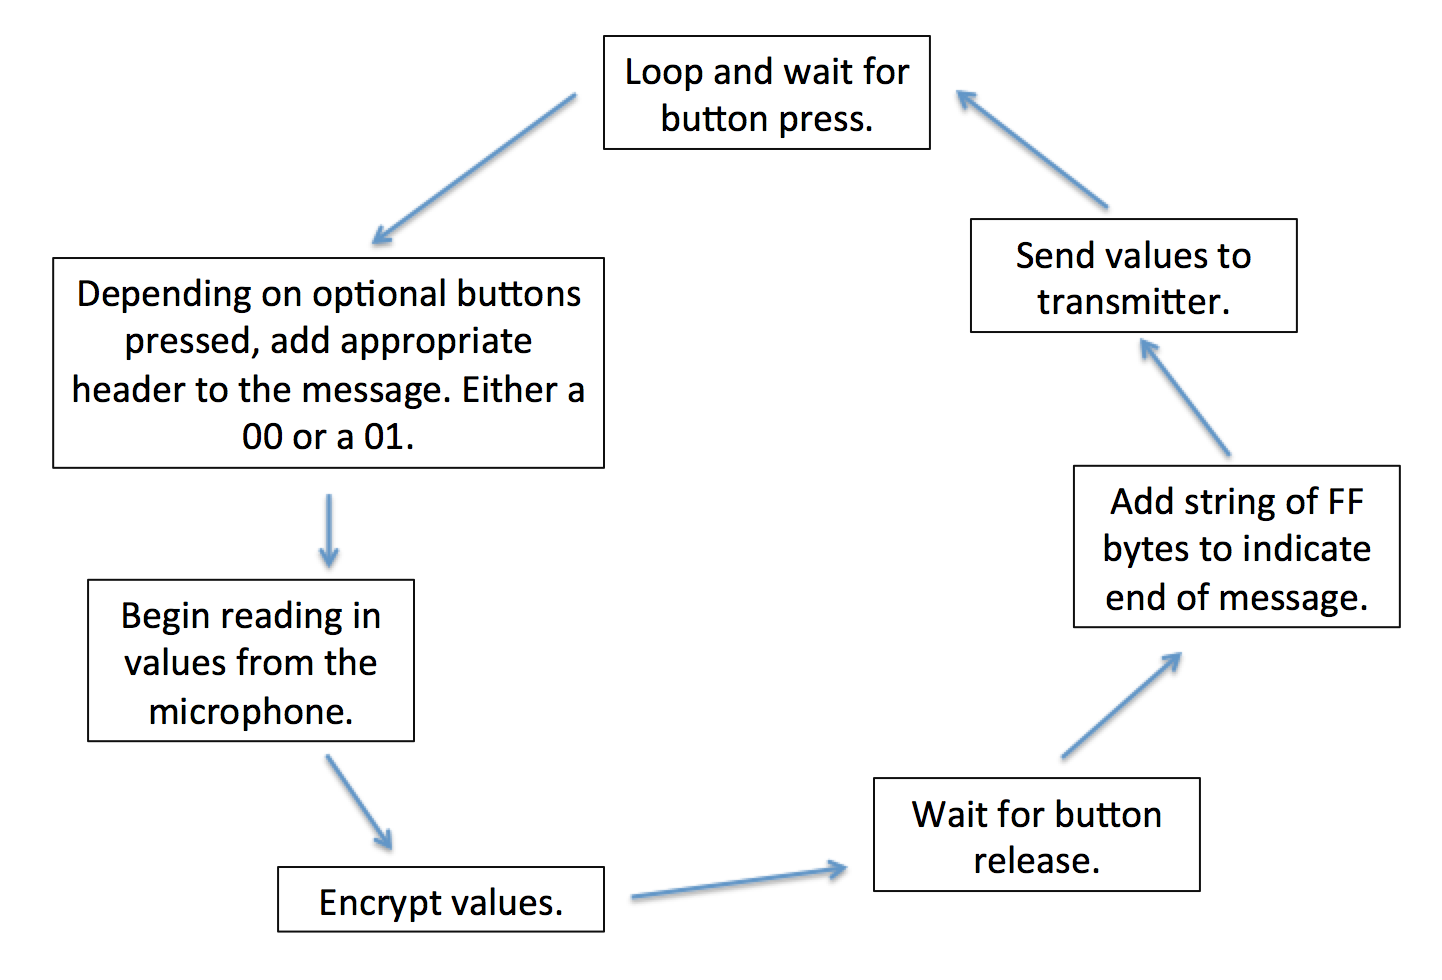 Loop and wait for
button press.
Depending on optional buttons
pressed, add appropriate
header to the message. Either a
00 or a 01.
Begin reading in
values from the
microphone.
Encrypt values.
Wait for button
release.
Add string of FF
bytes to indicate
end of message.
Send values to
transmitter.